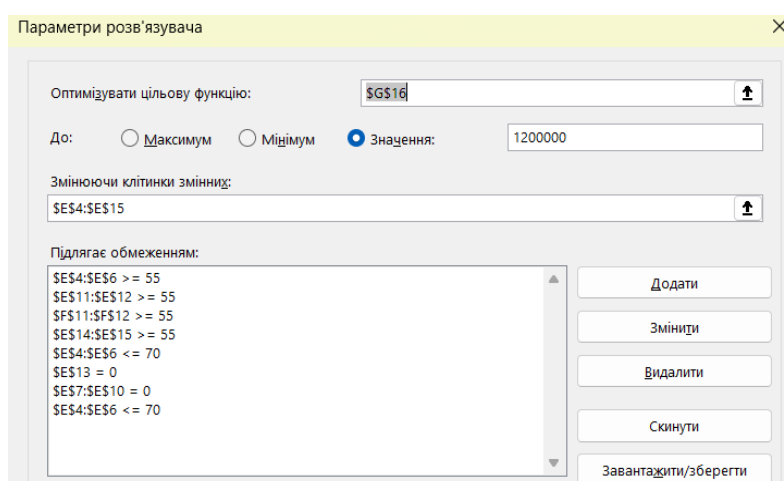 Параметри розв'язувача
Оптимізувати цільову функцію: $G$16
До: Максимум Мінімум Значення: 1200000
Змінюючи клітинки змінних:
$E$4:$E$15
Підлягає обмеженням:
$E$4:$E$6 >= 55
$E$11:$E$12 >= 55
$F$11:$F$12 >= 55
$E$14:$E$15 >= 55
$E$4:$E$6 <= 70
$E$13 = 0
$E$7:$E$10 = 0
$E$4:$E$6 <= 70
Додати
Змінити
Видалити
Скинути
Завантажити/зберегти